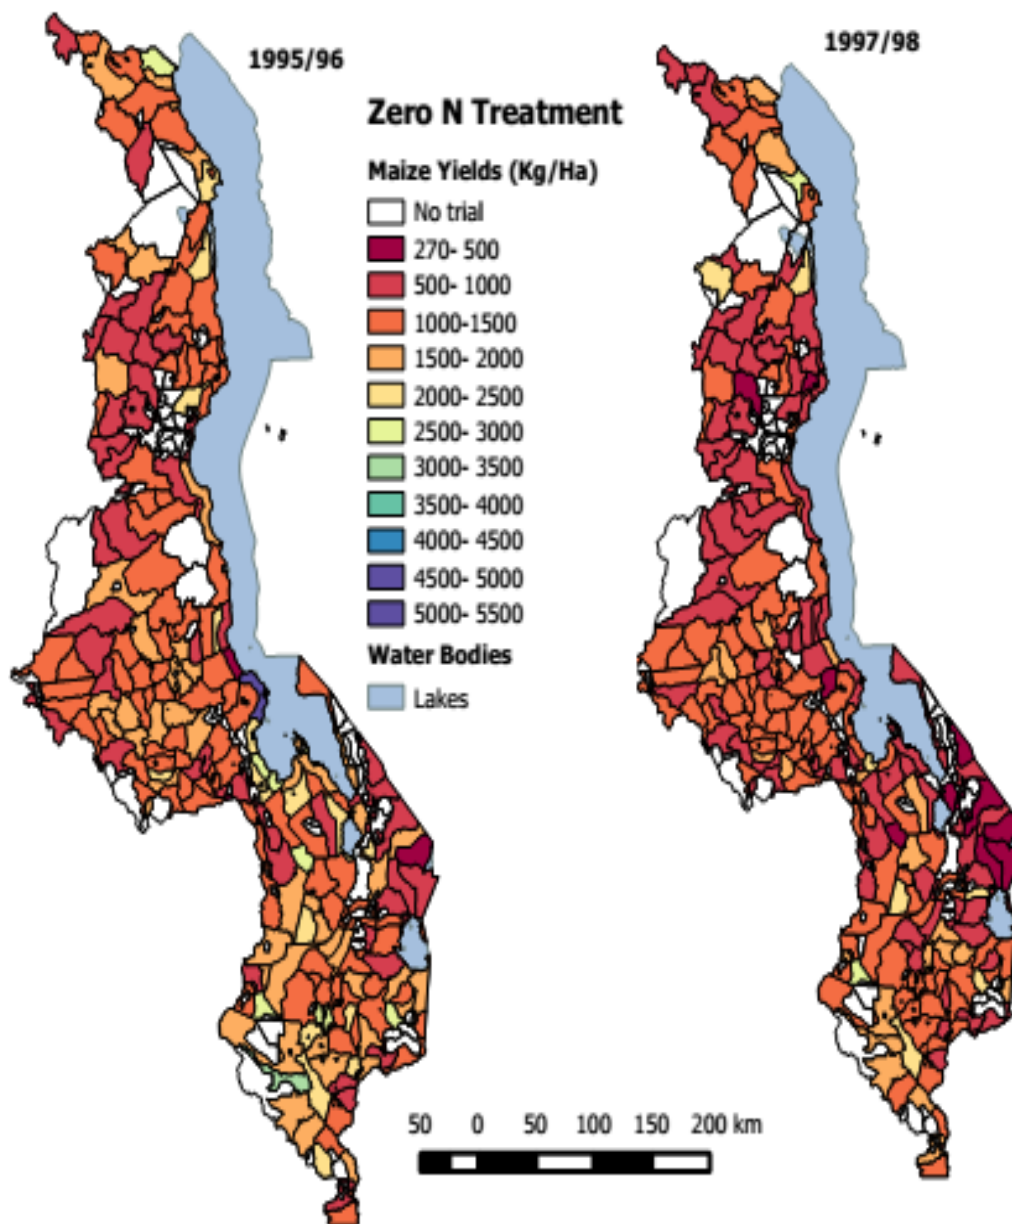 1995/96
1997/98
Zero N Treatment
Maize Yields (Kg/Ha)
No trial
270- 500
500- 1000
1000-1500
1500- 2000
2000- 2500
2500- 3000
3000- 3500
3500- 4000
4000- 4500
4500- 5000
5000- 5500
Water Bodies
Lakes
50 0 50 100 150 200 km